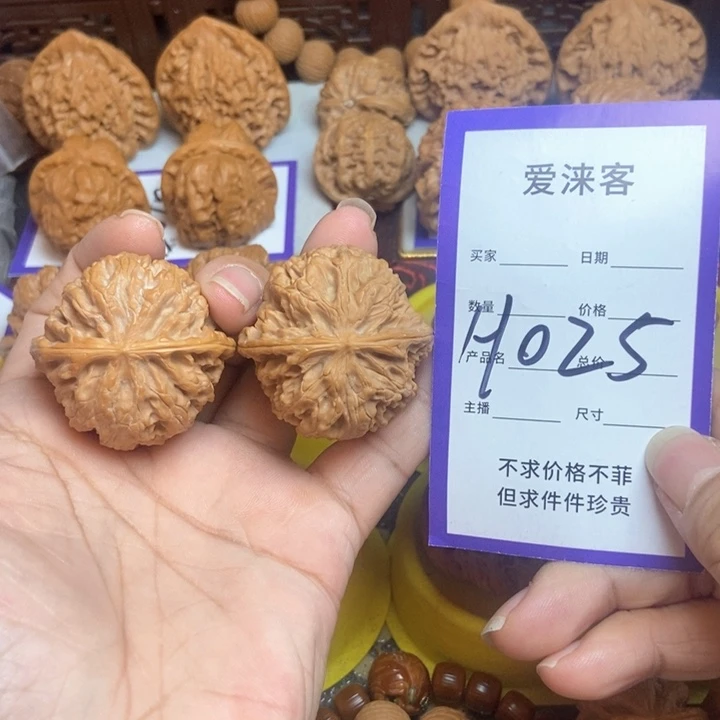 爱涞客
买家 日期
数量 价格
H025
产品名 总价
主播 尺寸
不求价格不菲
但求件件珍贵